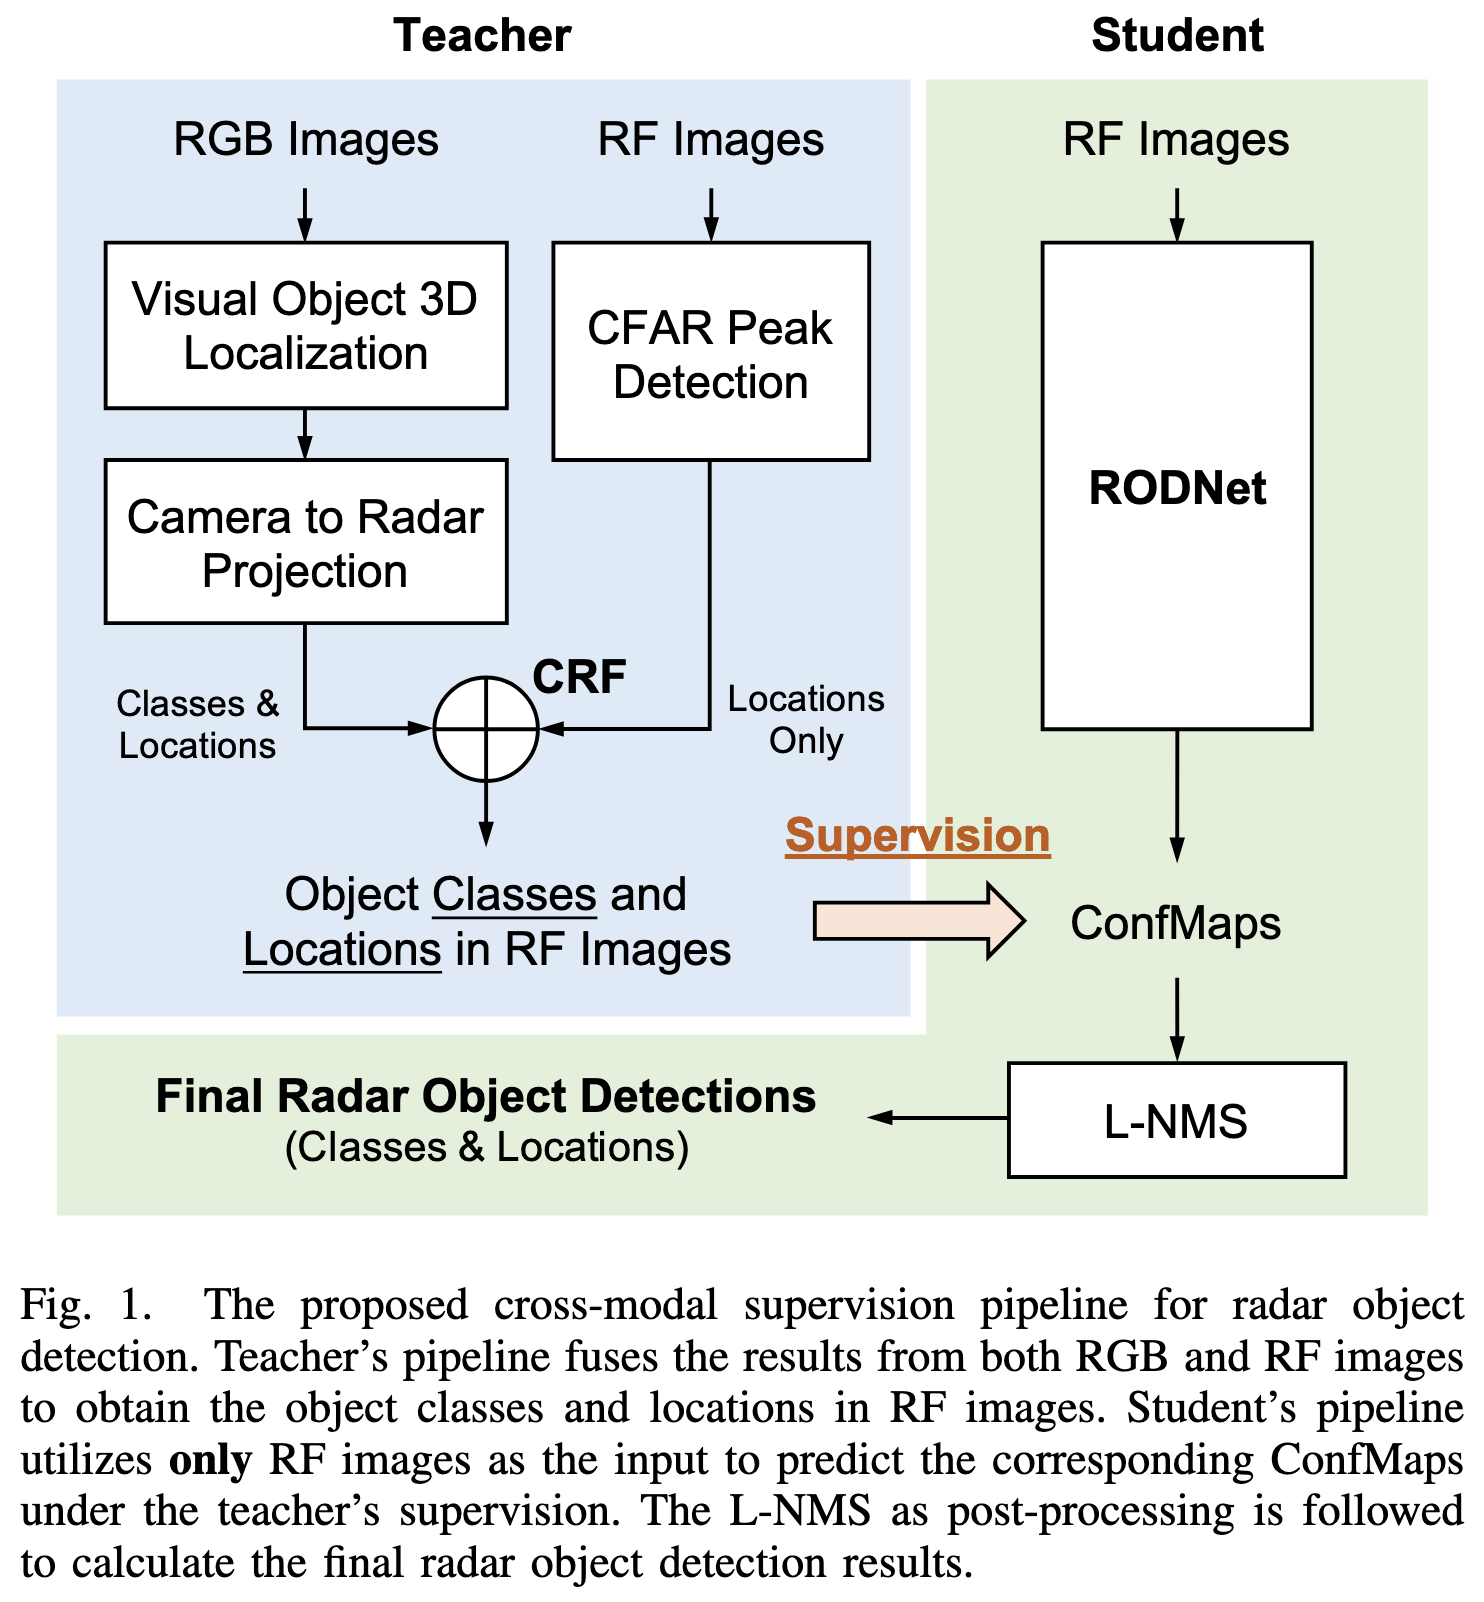 Teacher
Student
RGB Images
RF Images
RF Images
Visual Object 3D
Localization
CFAR Peak
Detection
Camera to Radar
Projection
RODNet
CRF
Classes &
Locations
Locations
Only
Supervision
Object Classes and
Locations in RF Images
ConfMaps
Final Radar Object Detections
(Classes & Locations)
L-NMS
Fig. 1. The proposed cross-modal supervision pipeline for radar object
detection. Teacher’s pipeline fuses the results from both RGB and RF images
to obtain the object classes and locations in RF images. Student’s pipeline
utilizes only RF images as the input to predict the corresponding ConfMaps
under the teacher’s supervision. The L-NMS as post-processing is followed
to calculate the final radar object detection results.